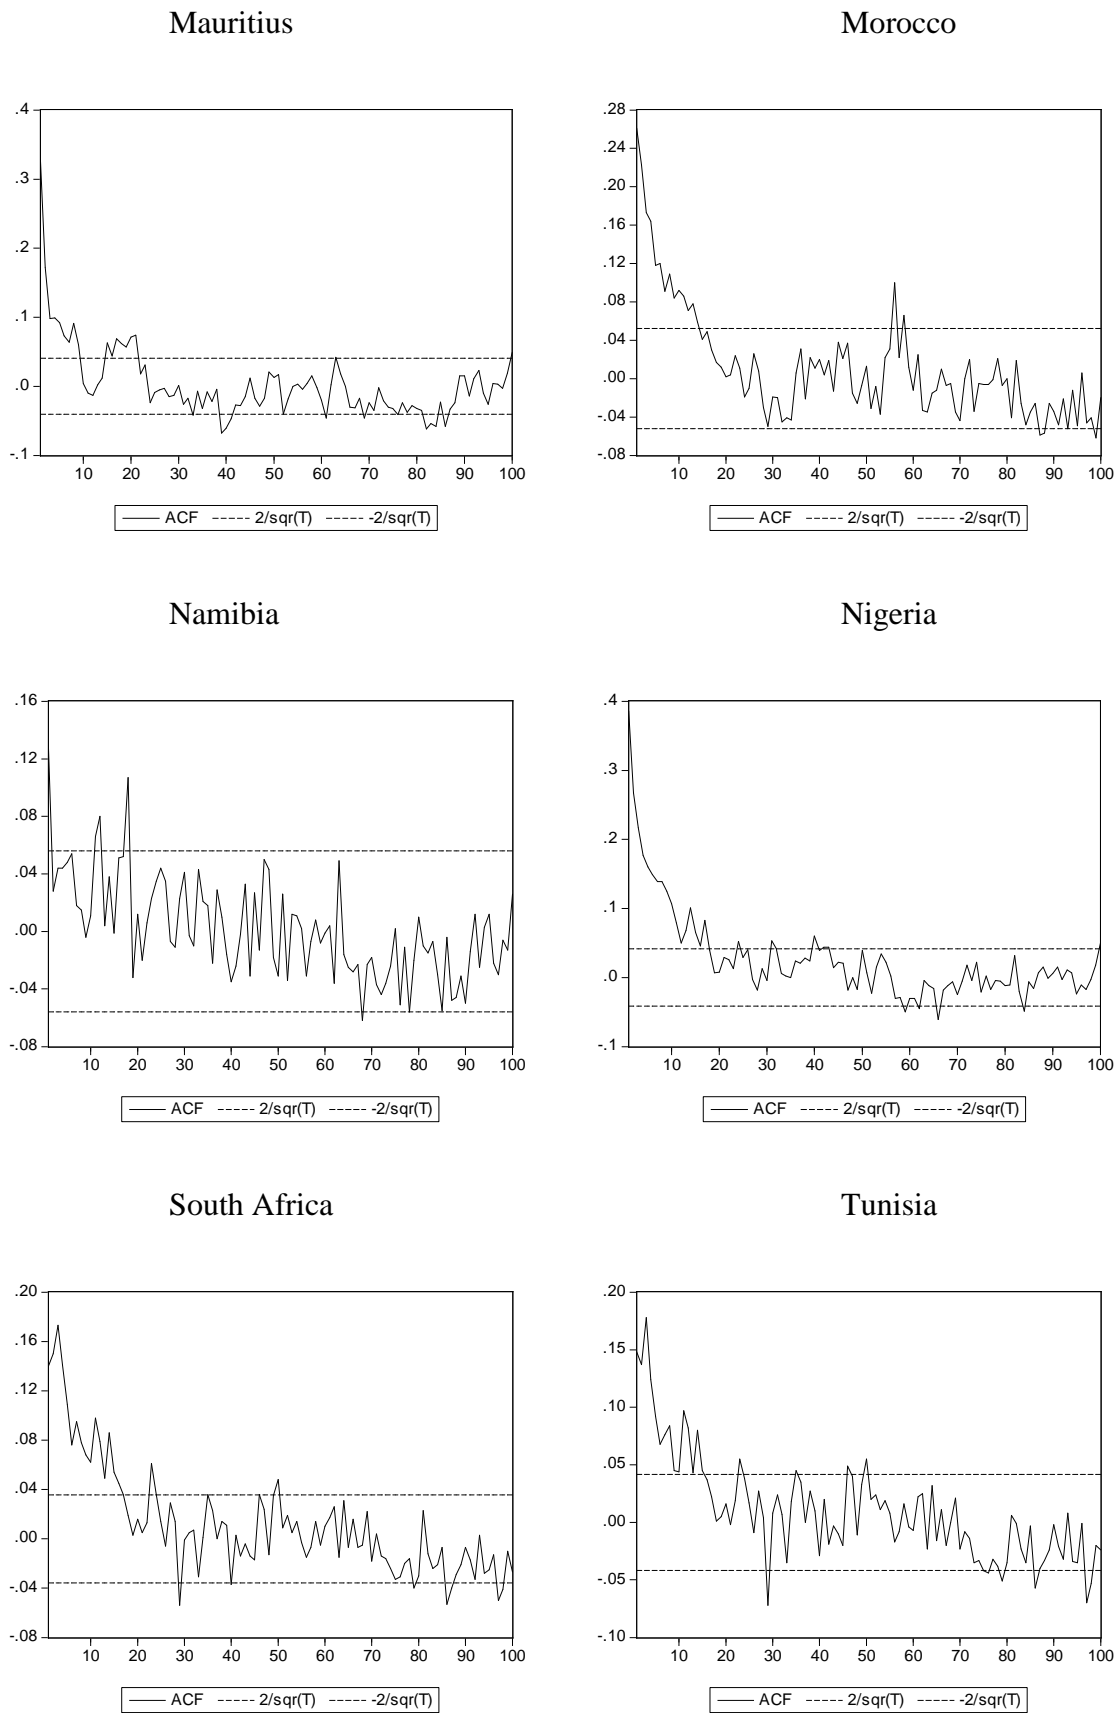 Mauritius
Morocco
.4
.3
.2
.1
.0
-.1
10 20 30 40 50 60 70 80 90 100
ACF 2/sqr(T) -2/sqr(T)
.28
.24
.20
.16
.12
.08
.04
.00
-.04
-.08
10 20 30 40 50 60 70 80 90 100
ACF 2/sqr(T) -2/sqr(T)
Namibia
Nigeria
.16
.12
.08
.04
.00
-.04
-.08
10 20 30 40 50 60 70 80 90 100
ACF 2/sqr(T) -2/sqr(T)
.4
.3
.2
.1
.0
-.1
10 20 30 40 50 60 70 80 90 100
ACF 2/sqr(T) -2/sqr(T)
South Africa
Tunisia
.20
.16
.12
.08
.04
.00
-.04
-.08
10 20 30 40 50 60 70 80 90 100
ACF 2/sqr(T) -2/sqr(T)
.20
.15
.10
.05
.00
-.05
-.10
10 20 30 40 50 60 70 80 90 100
ACF 2/sqr(T) -2/sqr(T)